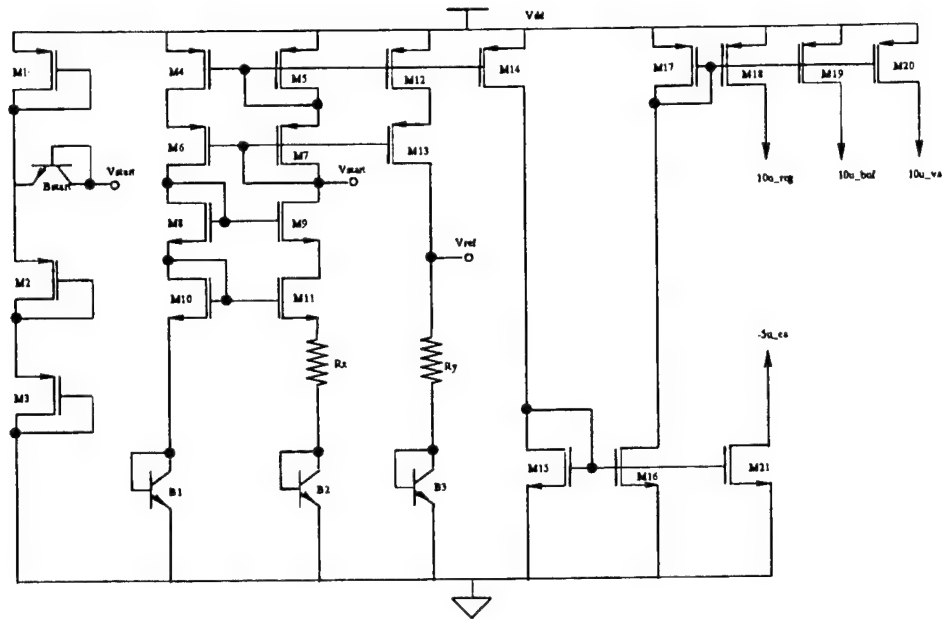 Vdd
M1
M4
M5
M12
M14
M17
M18
M19
M20
M6
M7
M13
Bstart
Vstart
Vstart
10u_reg
10u_buf
10u_va
M8
M9
Vref
M2
M10
M11
Rx
Ry
-5u_ea
M3
B1
B2
B3
M15
M16
M21